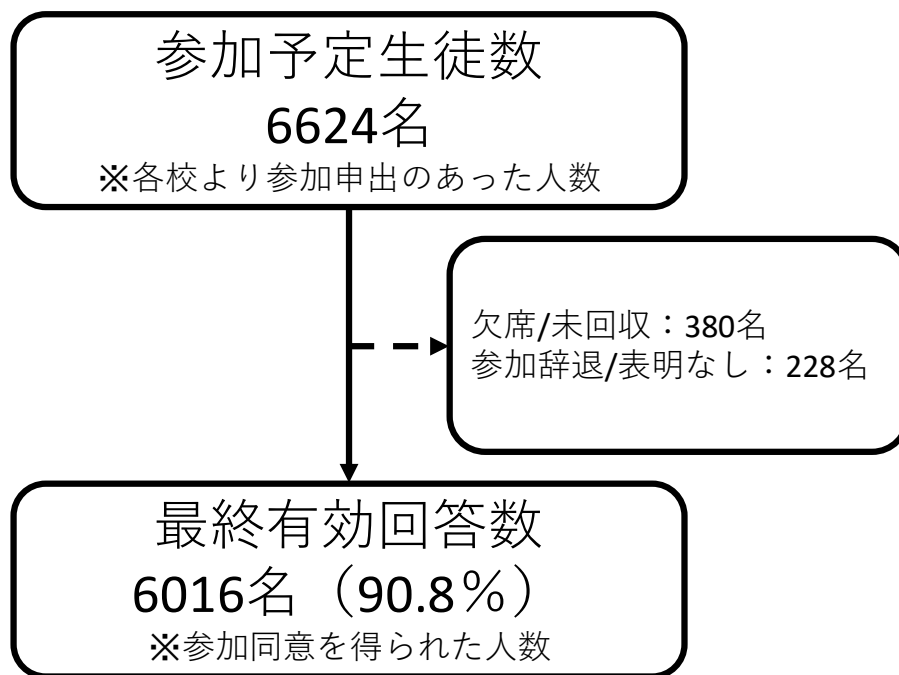 参加予定生徒数
6624名
※各校より参加申出のあった人数
欠席/未回収：380名
参加辞退/表明なし：228名
最終有効回答数
6016名（90.8％）
※参加同意を得られた人数